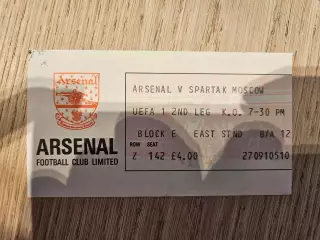 Arsenal
ARSENAL
FOOTBALL CLUB LIMITED
ARSENAL V SPARTAK MOSCOW
UEFA 1 2ND LEG K.O. 7-30 PM
BLOCK E EAST STND B/A 12
ROW SEAT
Z 142 £4.00 270910510